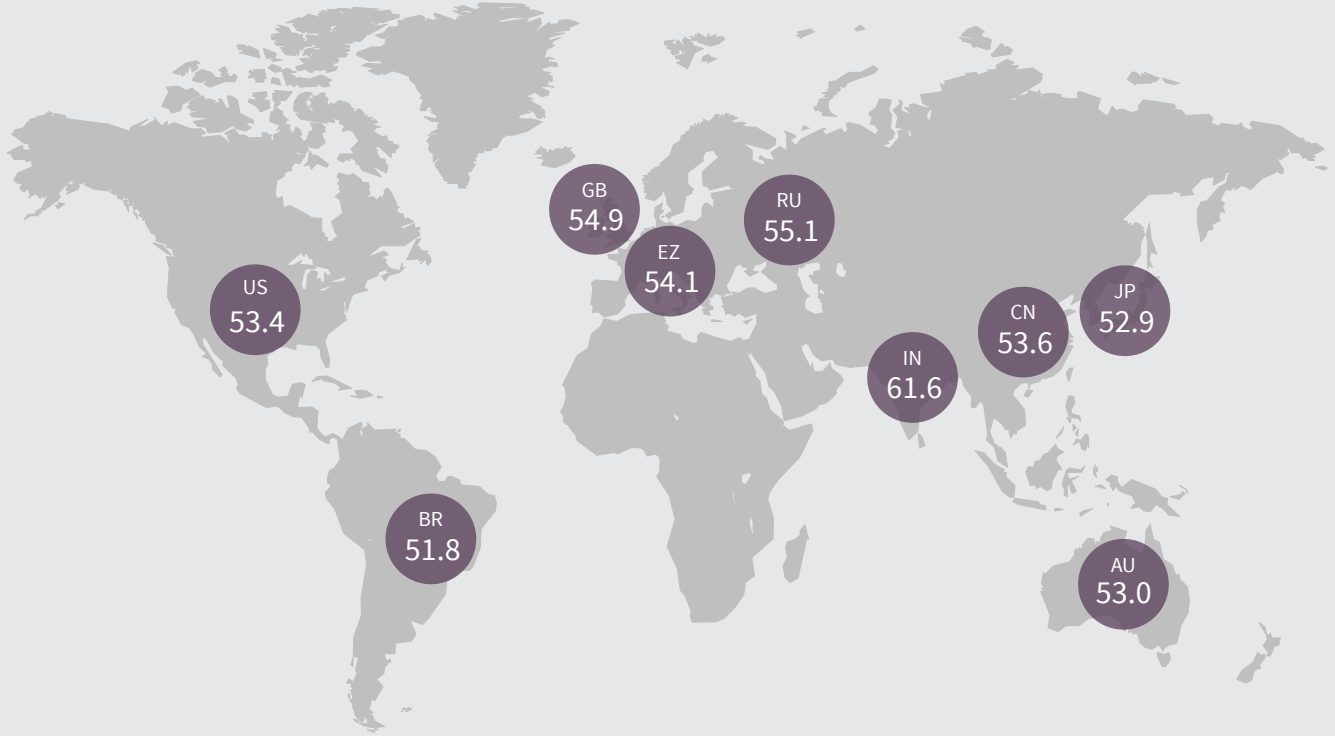 GB
54.9
RU
55.1
EZ
54.1
US
53.4
JP
52.9
CN
53.6
IN
61.6
BR
51.8
AU
53.0